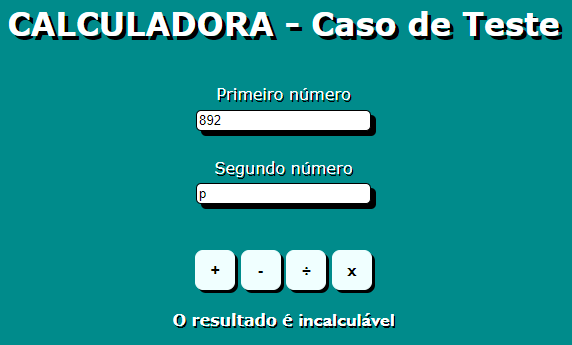 CALCULADORA - Caso de Teste
Primeiro número
892
Segundo número
p
+ - ÷ x
O resultado é incalculável